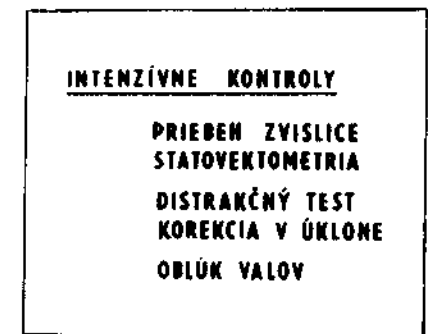 INTENZÍVNE KONTROLY
PRIEBEH ZVISLICE
STATOVEKTOMETRIA
DISTRAKČNÝ TEST
KOREKCIA V ÚKLONE
OBLÚK VALOV